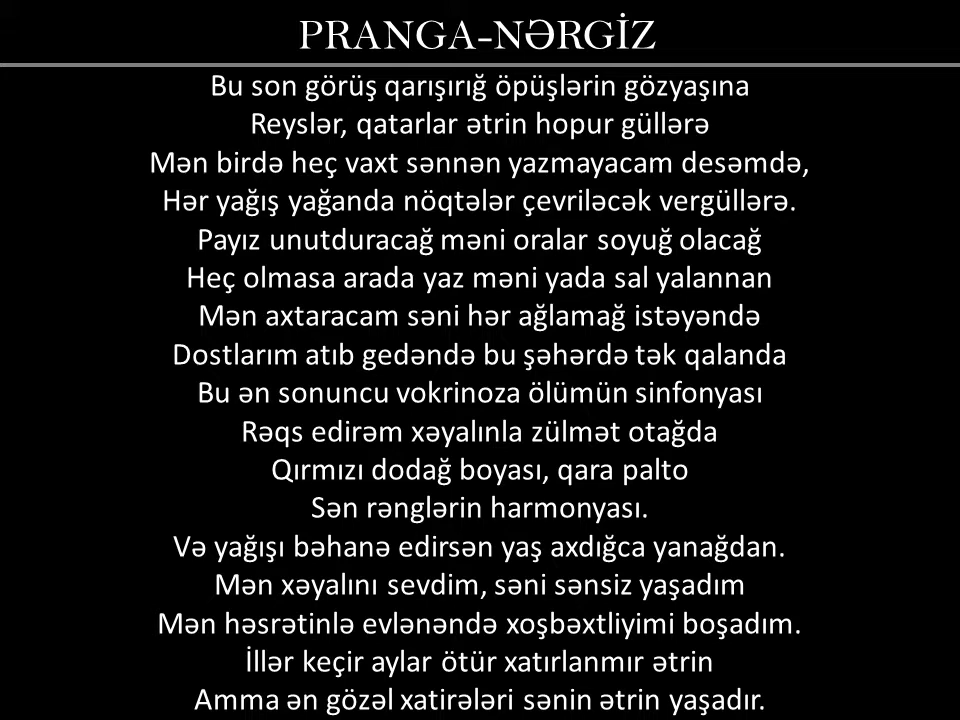 PRANGA-NƏRGİZ
Bu son görüş qarışırığ öpüşlərin gözyaşına
Reyslər, qatarlar ətrin hopur güllərə
Mən birdə heç vaxt sənnən yazmayacam desəmdə,
Hər yağış yağanda nöqtələr çevriləcək vergüllərə.
Payız unutduracağ məni oralar soyuğ olacağ
Heç olmasa arada yaz məni yada sal yalannan
Mən axtaracam səni hər ağlamağ istəyəndə
Dostlarım atıb gedəndə bu şəhərdə tək qalanda
Bu ən sonuncu vokrinoza ölümün sinfonyası
Rəqs edirəm xəyalınla zülmət otağda
Qırmızı dodağ boyası, qara palto
Sən rənglərin harmonyası.
Və yağışı bəhanə edirsən yaş axdığca yanağdan.
Mən xəyalını sevdim, səni sənsiz yaşadım
Mən həsrətinlə evlənəndə xoşbəxtliyimi boşadım.
İllər keçir aylar ötür xatırlanmır ətrin
Amma ən gözəl xatirələri sənin ətrin yaşadır.